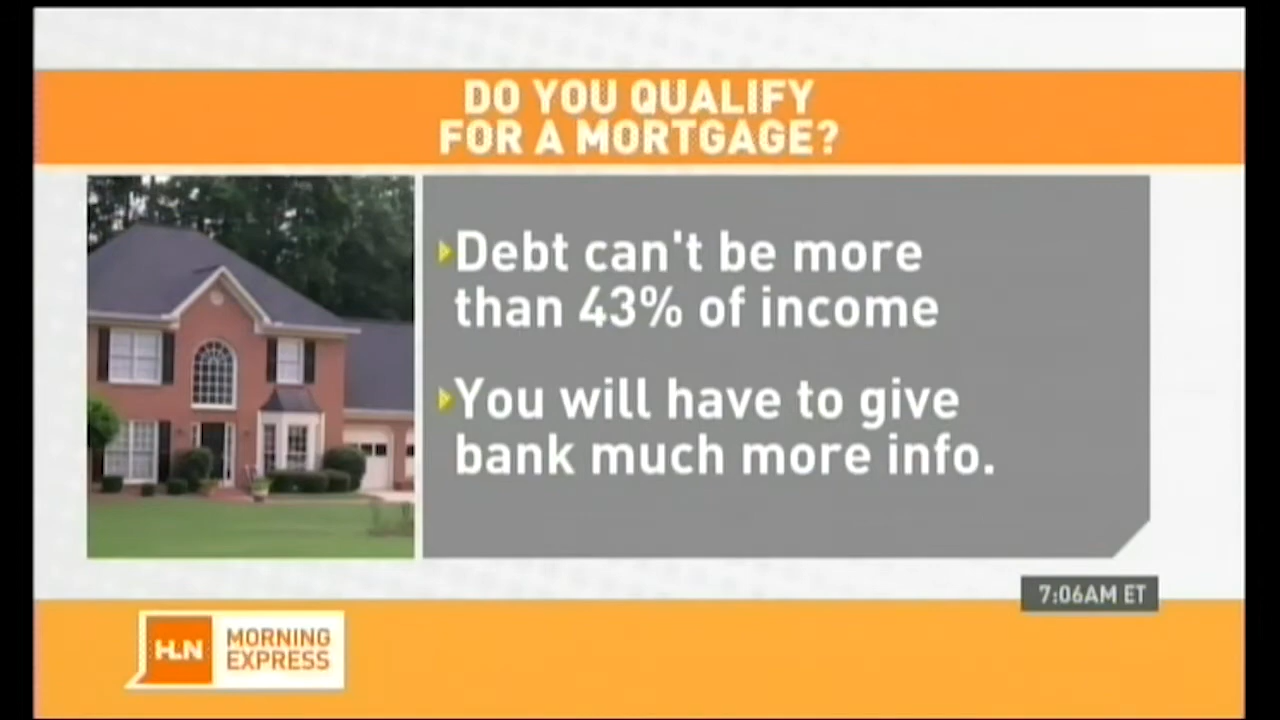 DO YOU QUALIFY
FOR A MORTGAGE?
Debt can't be more
than 43% of income
You will have to give
bank much more info.
7:06AM ET
HLN
MORNING
EXPRESS